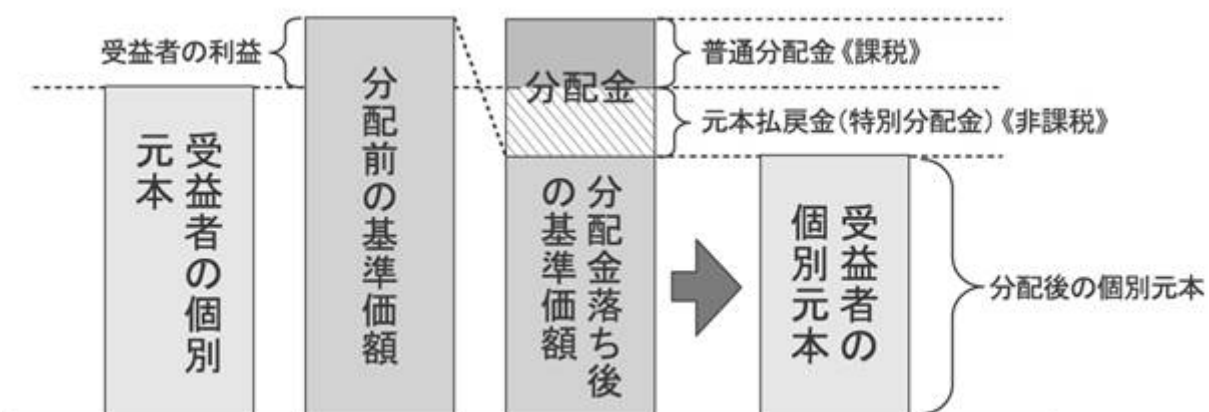 受益者の利益
受益者の個別
元本
分配前の基準価額
分配金
普通分配金《課税》
元本払戻金(特別分配金)《非課税》
分配金落ち後
の基準価額
受益者の
個別元本
分配後の個別元本